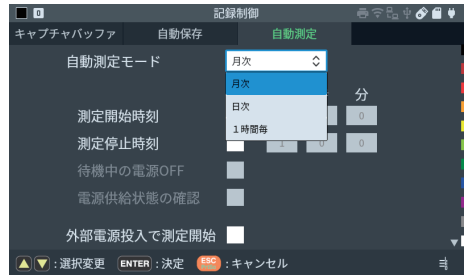 0 記録制御
キャプチャバッファ 自動保存 自動測定
自動測定モード 月次
月次
分
日次
測定開始時刻 0
1時間毎
測定停止時刻 1 0 0
待機中の電源OFF
電源供給状態の確認
外部電源投入で測定開始
:選択変更 ENTER :決定 ESC :キャンセル